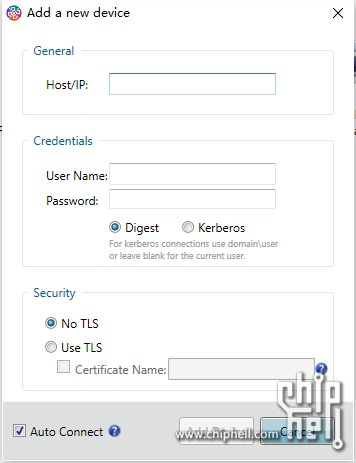 Add a new device
General
Host/IP:
Credentials
User Name:
Password:
Digest Kerberos
For kerberos connections use domain\user
or leave blank for the current user.
Security
No TLS
Use TLS
Certificate Name:
chip
hell
Auto Connect Cancel
www.chiphell.com